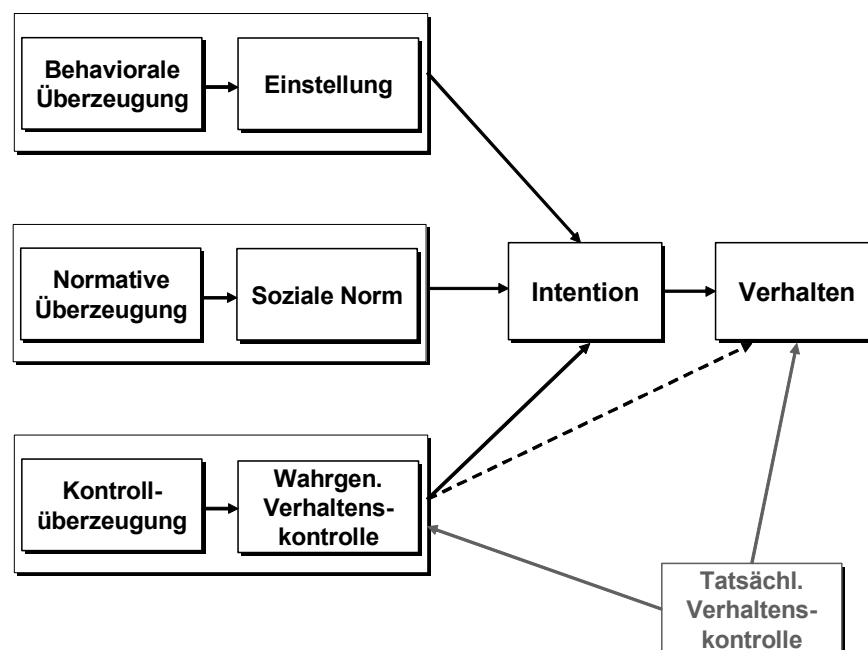 Behaviorale
Überzeugung
Einstellung
Normative
Überzeugung
Soziale Norm
Intention
Verhalten
Kontroll-
überzeugung
Wahrgen.
Verhaltens-
kontrolle
Tatsächl.
Verhaltens-
kontrolle